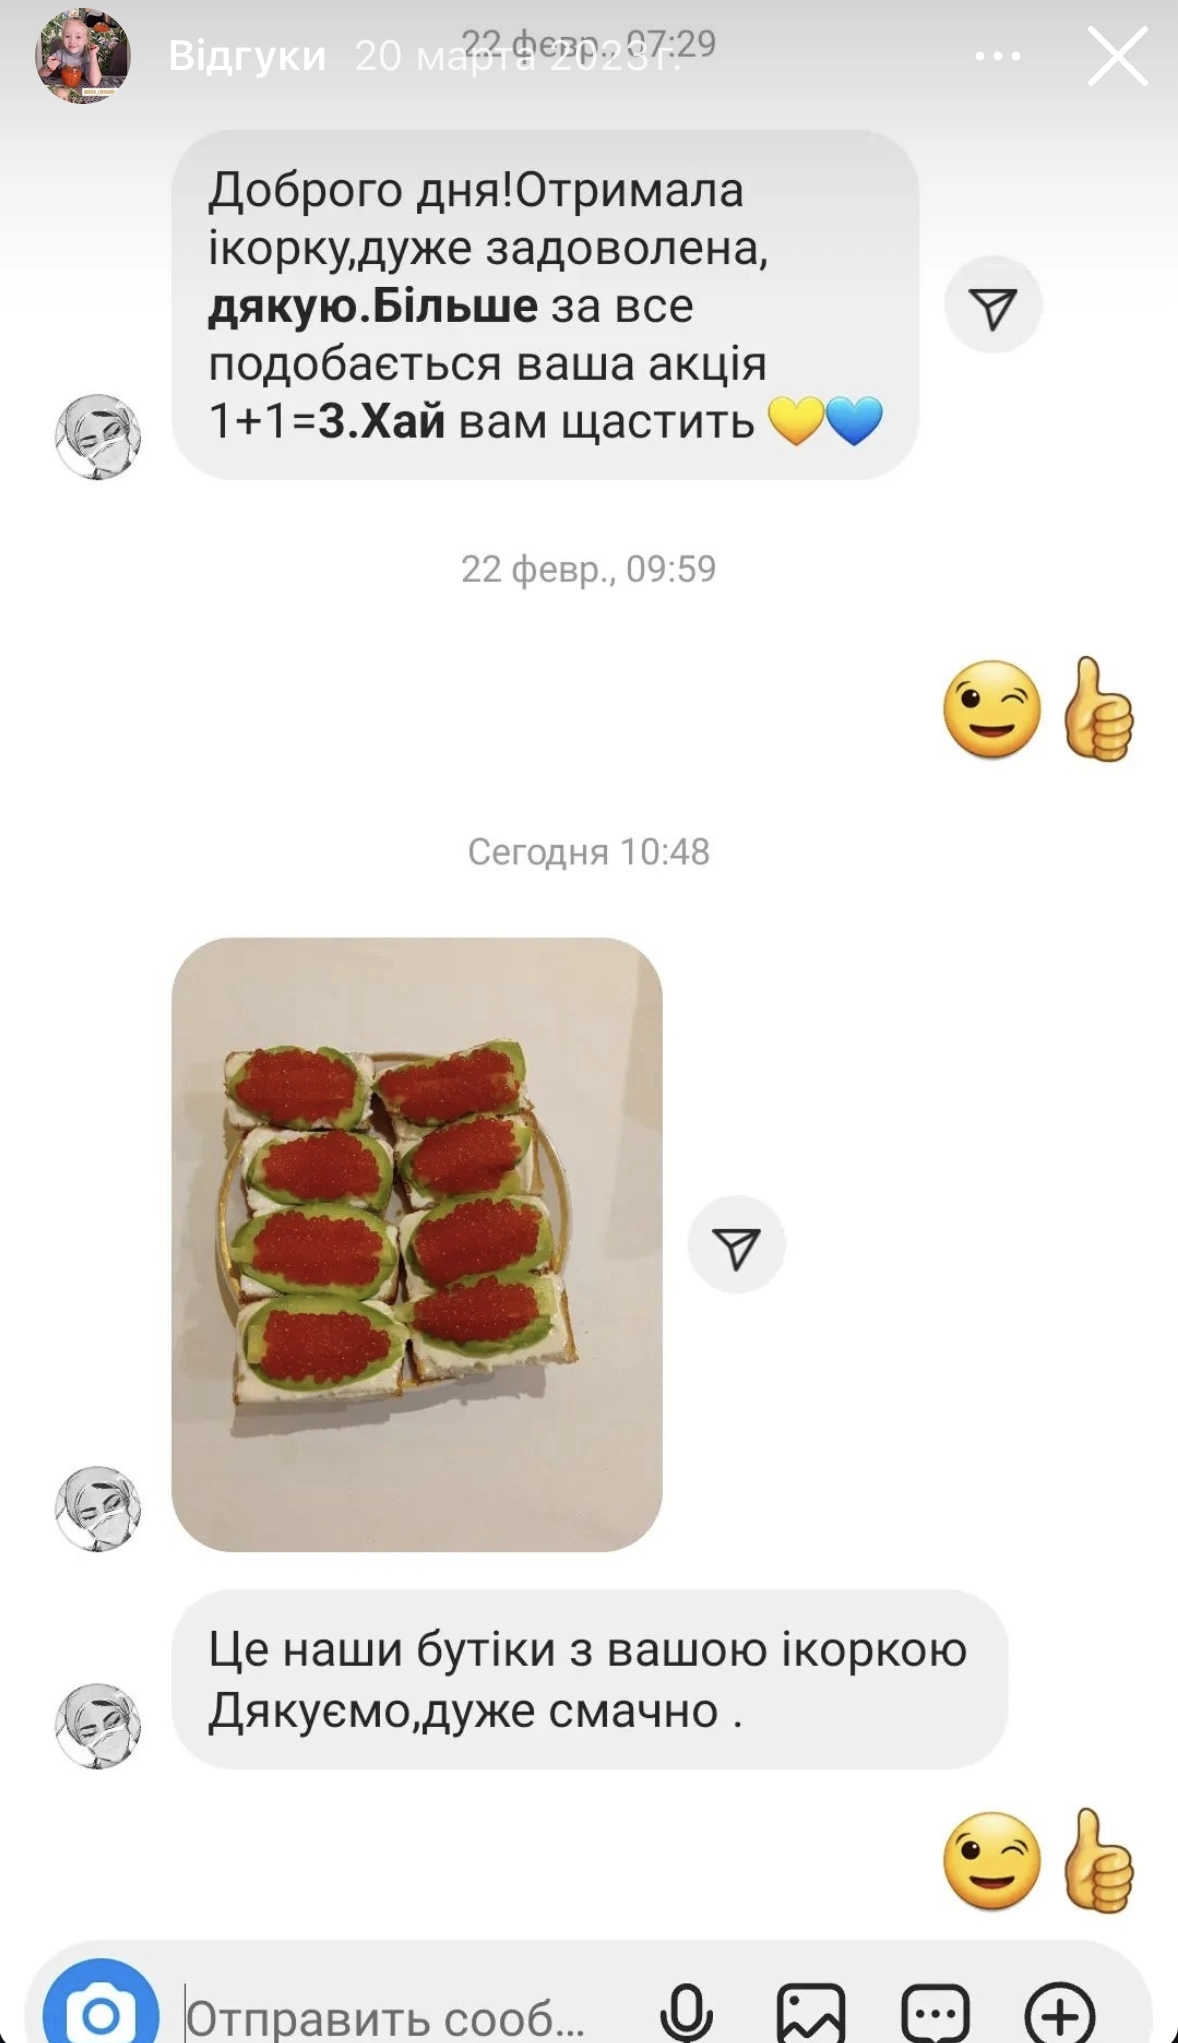 22 февр., 07:29
Відгуки 20 марта 2023 г.
Доброго дня!Отримала
ікорку,дуже задоволена,
дякую.Більше за все
подобається ваша акція
1+1=3.Хай вам щастить 💛💙
22 февр., 09:59
😉👍
Сегодня 10:48
Це наши бутіки з вашою ікоркою
Дякуємо,дуже смачно .
😉👍
Отправить сооб...